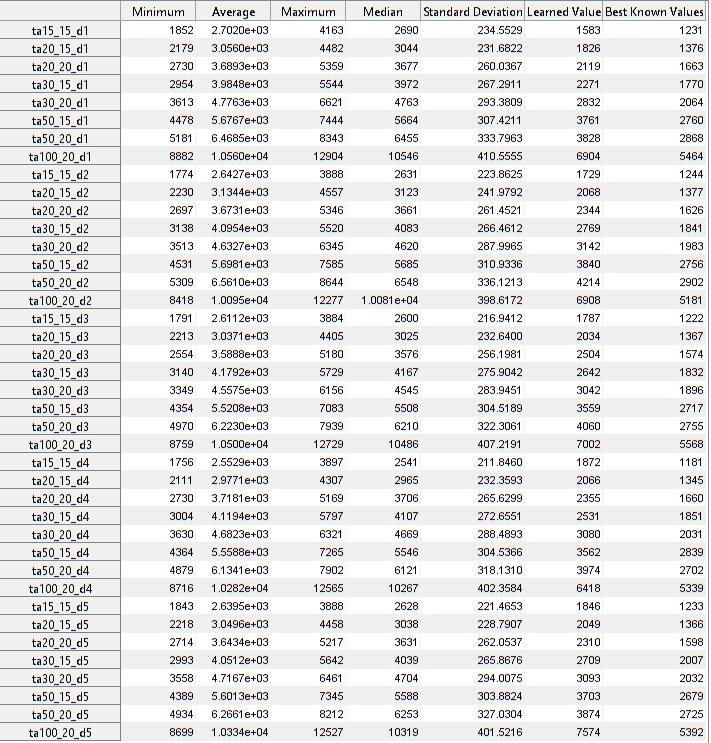 Minimum Average Maximum Median Standard Deviation Learned Value Best Known Values
ta15_15_d1 1852 2.7020e+03 4163 2690 234.5529 1583 1231
ta20_15_d1 2179 3.0560e+03 4482 3044 231.6822 1826 1376
ta20_20_d1 2730 3.6893e+03 5359 3677 260.0367 2119 1663
ta30_15_d1 2954 3.9848e+03 5544 3972 267.2911 2271 1770
ta30_20_d1 3613 4.7763e+03 6621 4763 293.3809 2832 2064
ta50_15_d1 4478 5.6767e+03 7444 5664 307.4211 3761 2760
ta50_20_d1 5181 6.4685e+03 8343 6455 333.7963 3828 2868
ta100_20_d1 8882 1.0560e+04 12904 10546 410.5555 6904 5464
ta15_15_d2 1774 2.6427e+03 3888 2631 223.8625 1729 1244
ta20_15_d2 2230 3.1344e+03 4557 3123 241.9792 2068 1377
ta20_20_d2 2697 3.6731e+03 5346 3661 261.4521 2344 1626
ta30_15_d2 3138 4.0954e+03 5520 4083 266.4612 2769 1841
ta30_20_d2 3513 4.6327e+03 6345 4620 287.9965 3142 1983
ta50_15_d2 4531 5.6981e+03 7585 5685 310.9336 3840 2756
ta50_20_d2 5309 6.5610e+03 8644 6548 336.1213 4214 2902
ta100_20_d2 8418 1.0095e+04 12277 1.0081e+04 398.6172 6908 5181
ta15_15_d3 1791 2.6112e+03 3884 2600 216.9412 1787 1222
ta20_15_d3 2213 3.0371e+03 4405 3025 232.6400 2034 1367
ta20_20_d3 2554 3.5888e+03 5180 3576 256.1981 2504 1574
ta30_15_d3 3140 4.1792e+03 5729 4167 275.9042 2642 1832
ta30_20_d3 3349 4.5575e+03 6156 4545 283.9451 3042 1896
ta50_15_d3 4354 5.5208e+03 7083 5508 304.5189 3559 2717
ta50_20_d3 4970 6.2230e+03 7939 6210 322.3061 4060 2755
ta100_20_d3 8759 1.0500e+04 12729 10486 407.2191 7002 5568
ta15_15_d4 1756 2.5529e+03 3897 2541 211.8460 1872 1181
ta20_15_d4 2111 2.9771e+03 4307 2965 232.3593 2066 1345
ta20_20_d4 2730 3.7181e+03 5169 3706 265.6299 2355 1660
ta30_15_d4 3004 4.1194e+03 5797 4107 272.6551 2531 1851
ta30_20_d4 3630 4.6823e+03 6321 4669 288.4893 3080 2031
ta50_15_d4 4364 5.5588e+03 7265 5546 304.5366 3562 2839
ta50_20_d4 4879 6.1341e+03 7902 6121 318.1310 3974 2702
ta100_20_d4 8716 1.0282e+04 12565 10267 402.3584 6418 5339
ta15_15_d5 1843 2.6395e+03 3888 2628 221.4653 1846 1233
ta20_15_d5 2218 3.0496e+03 4458 3038 228.7907 2049 1366
ta20_20_d5 2714 3.6434e+03 5217 3631 262.0537 2310 1598
ta30_15_d5 2993 4.0512e+03 5642 4039 265.8676 2709 2007
ta30_20_d5 3558 4.7167e+03 6461 4704 294.0075 3093 2032
ta50_15_d5 4389 5.6013e+03 7345 5588 303.8824 3703 2679
ta50_20_d5 4934 6.2661e+03 8212 6253 327.0304 3874 2725
ta100_20_d5 8699 1.0334e+04 12527 10319 401.5216 7574 5392